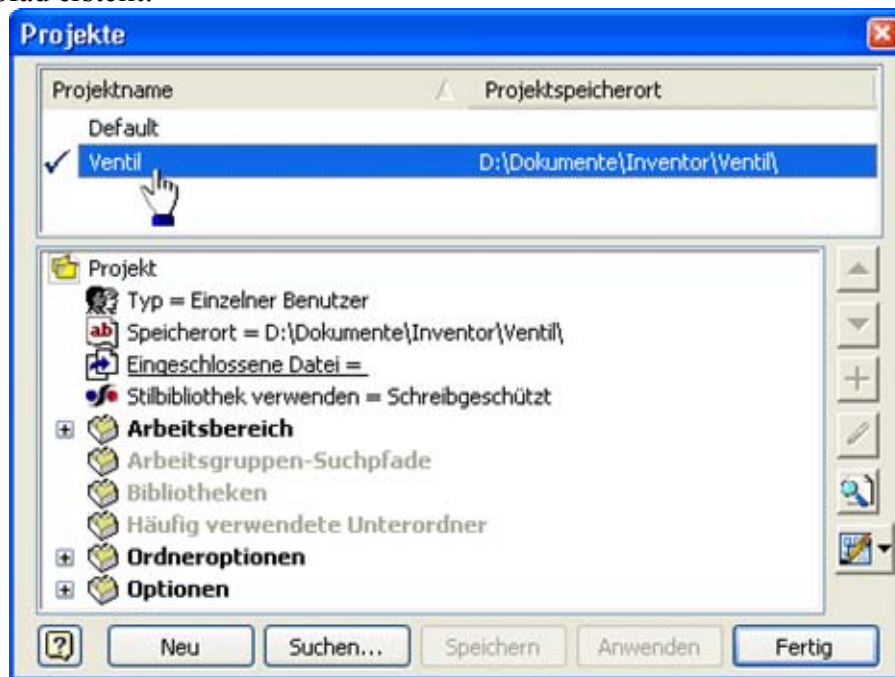 Projekte
Projektname Projektspeicherort
Default
Ventil D:\Dokumente\Inventor\Ventil\
Projekt
Typ = Einzelner Benutzer
ab Speicherort = D:\Dokumente\Inventor\Ventil\
Eingeschlossene Datei =
Stilbibliothek verwenden = Schreibgeschützt
Arbeitsbereich
Arbeitsgruppen-Suchpfade
Bibliotheken
Häufig verwendete Unterordner
Ordneroptionen
Optionen
? Neu Suchen... Speichern Anwenden Fertig